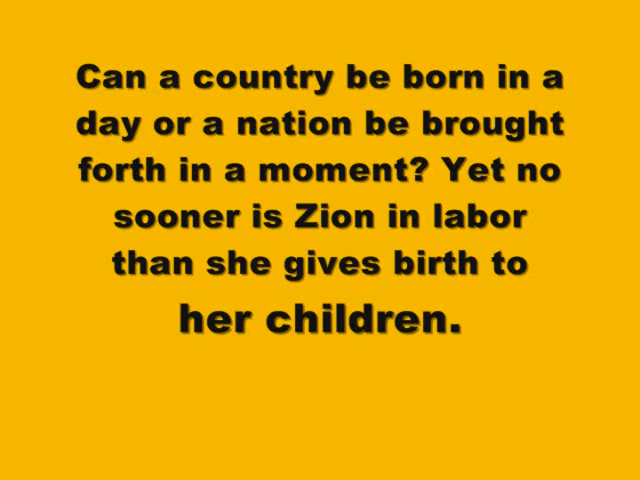 Can a country be born in a
day or a nation be brought
forth in a moment? Yet no
sooner is Zion in labor
than she gives birth to
her children.